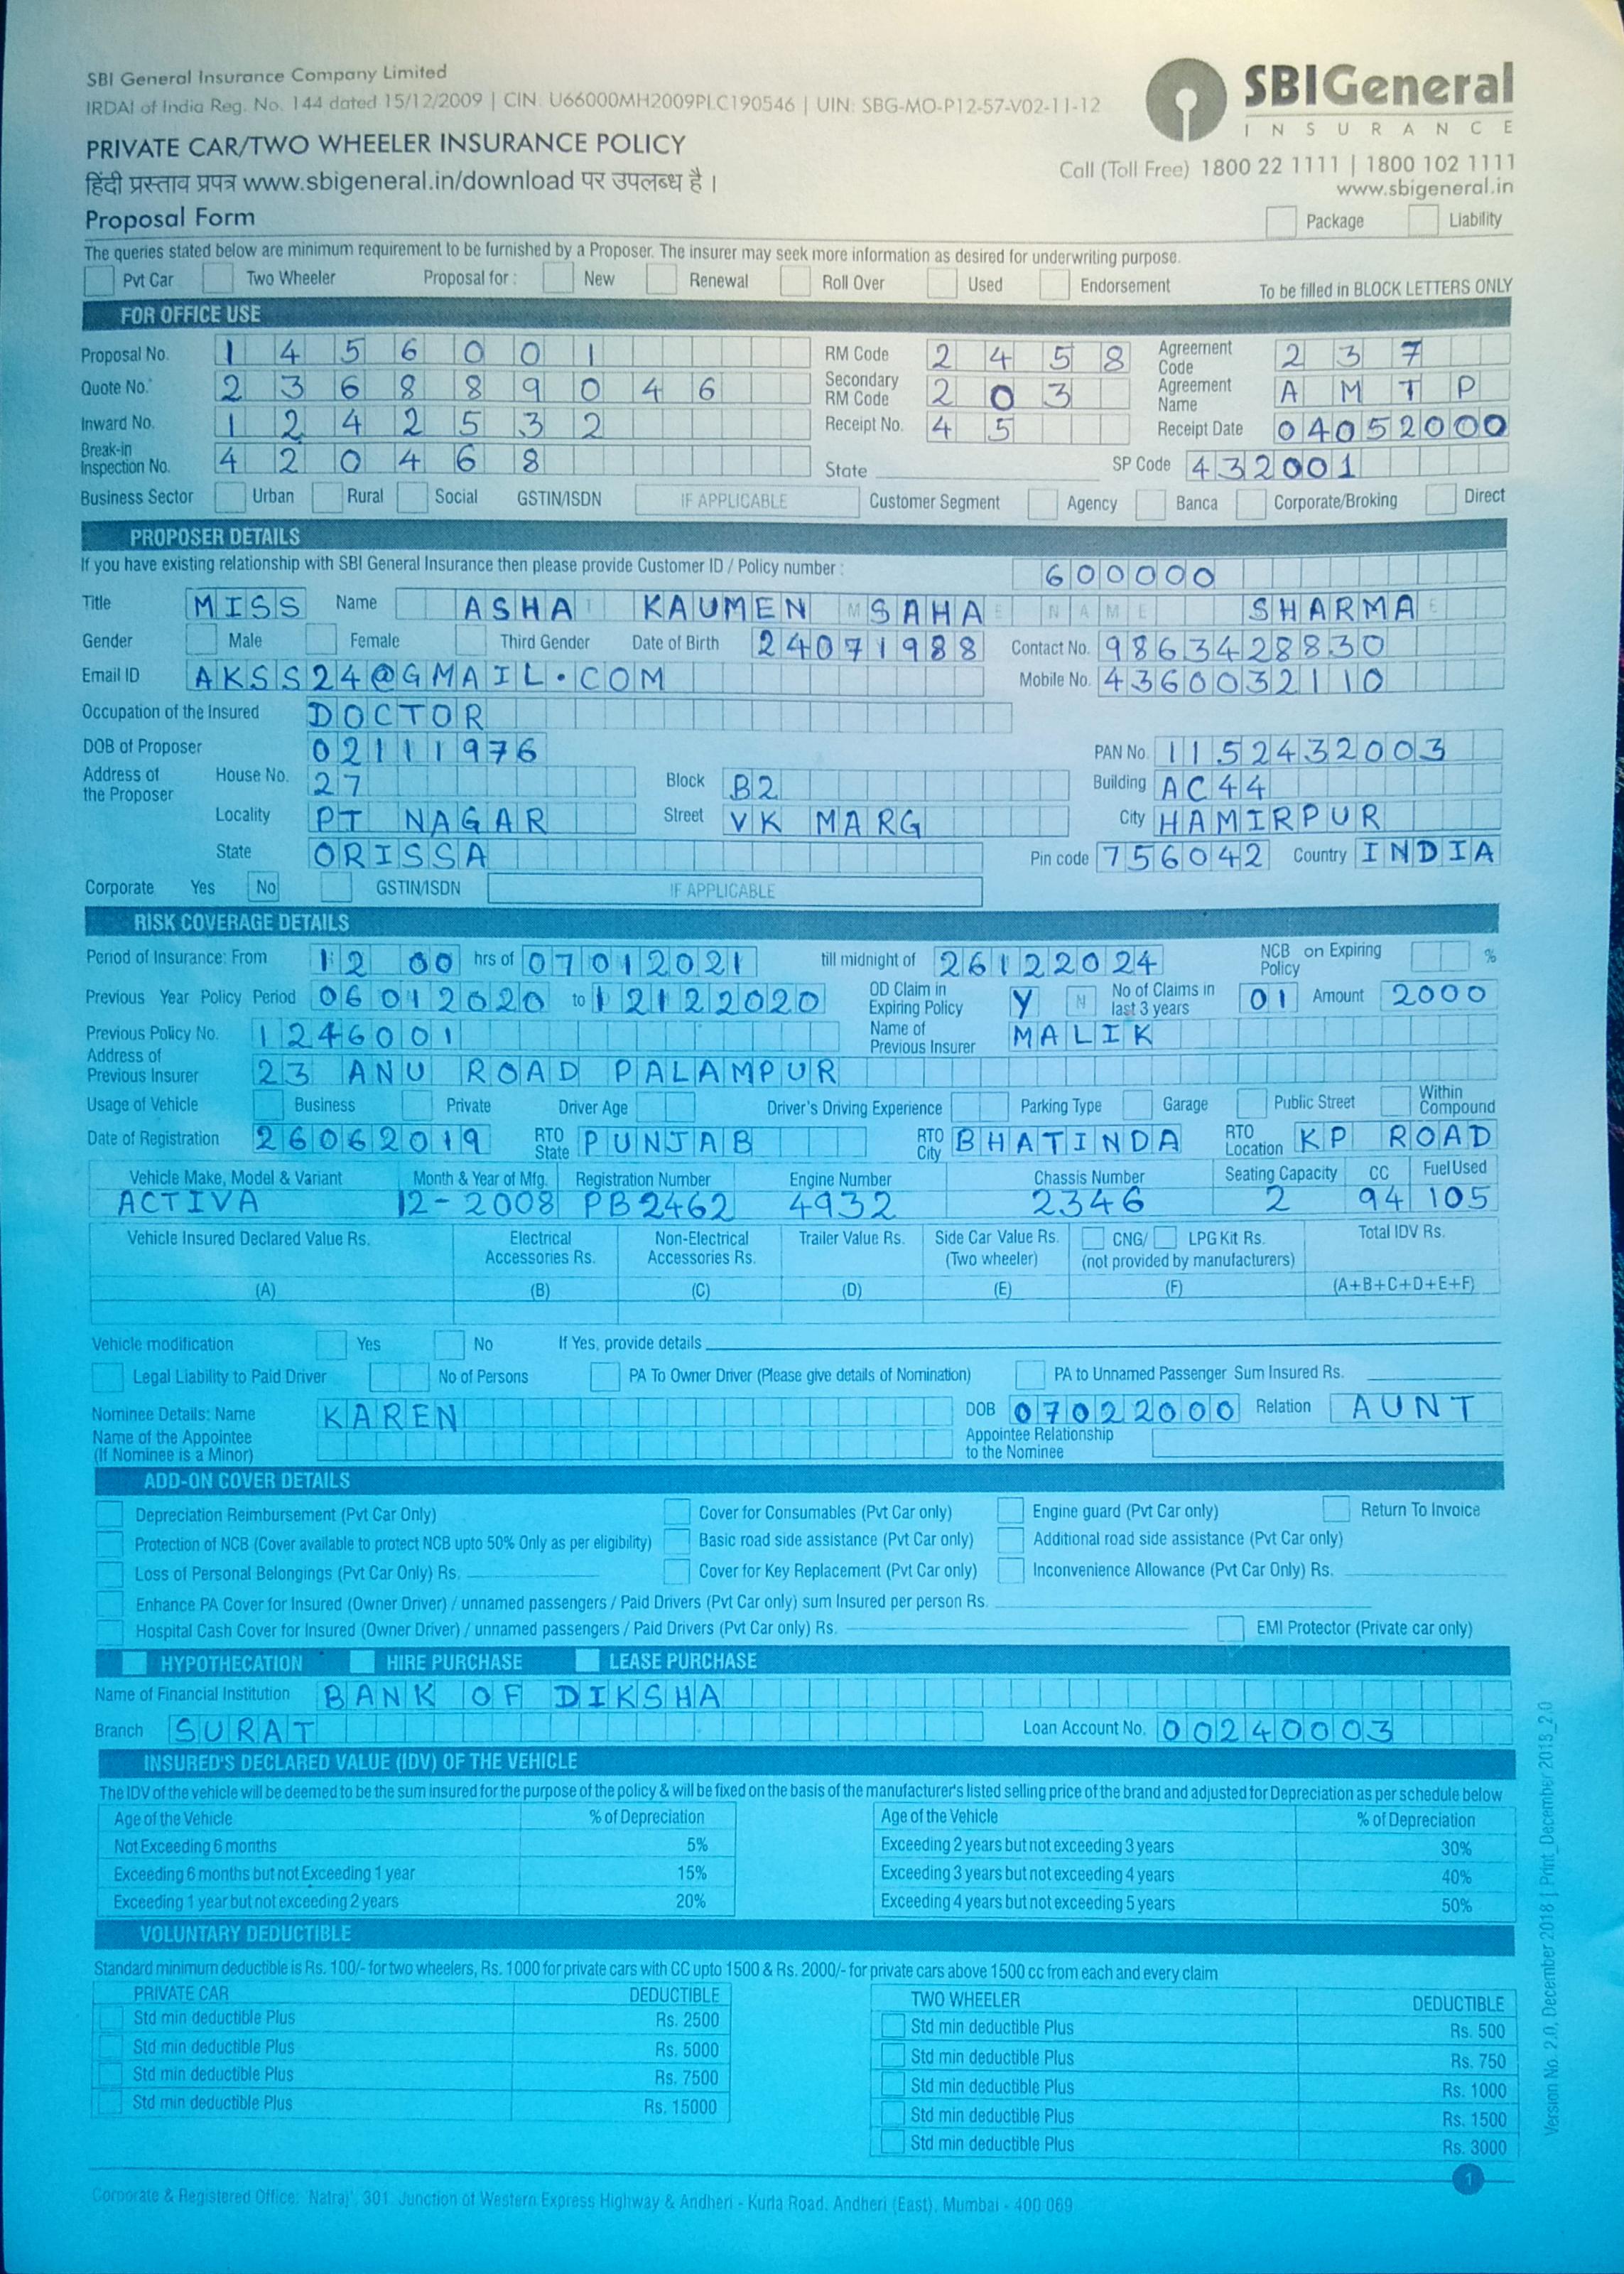 SBI General Insurance Company Limited
IRDAI of India Reg. No. 144 dated 15/12/2009 | CIN: U66000MH2009PLC190546 | UIN: SBG-MO-P12-57-V02-11-12
SBIGeneral
INSURANCE
PRIVATE CAR/TWO WHEELER INSURANCE POLICY
Call (Toll Free) 1800 22 1111 | 1800 102 1111
हिंदी प्रस्ताव प्रपत्र www.sbigeneral.in/download पर उपलब्ध है ।
www.sbigeneral.in
Proposal Form Package Liability
The queries stated below are minimum requirement to be furnished by a Proposer. The insurer may seek more information as desired for underwriting purpose.
Pvt Car Two Wheeler Proposal for : New Renewal Roll Over Used Endorsement To be filled in BLOCK LETTERS ONLY
FOR OFFICE USE
Proposal No. 1456001 RM Code 2458 Agreement Code 237
Quote No. 236889046 Secondary RM Code 203 Agreement Name AMTP
Inward No. 1242532 Receipt No. 45 Receipt Date 04052000
Break-in Inspection No. 420468 State SP Code 432001
Business Sector Urban Rural Social GSTIN/ISDN IF APPLICABLE Customer Segment Agency Banca Corporate/Broking Direct
PROPOSER DETAILS
If you have existing relationship with SBI General Insurance then please provide Customer ID / Policy number : 600000
Title MISS Name ASHA KAUMEN SAHA NAME SHARMA
Gender Male Female Third Gender Date of Birth 24071988 Contact No. 9863428830
Email ID AKSS24@GMAIL.COM Mobile No. 4360032110
Occupation of the Insured DOCTOR
DOB of Proposer 02111976 PAN No. 1152432003
Address of the Proposer House No. 27 Block B2 Building AC44
Locality PT NAGAR Street VK MARG City HAMIRPUR
State ORISSA Pin code 756042 Country INDIA
Corporate Yes No GSTIN/ISDN IF APPLICABLE
RISK COVERAGE DETAILS
Period of Insurance: From 12 00 hrs of 07012021 till midnight of 26122024 NCB on Expiring Policy %
Previous Year Policy Period 06012020 to 12122020 OD Claim in Expiring Policy Y N No of Claims in last 3 years 01 Amount 2000
Previous Policy No. 1246001 Name of Previous Insurer MALIK
Address of Previous Insurer 23 ANU ROAD PALAMPUR
Usage of Vehicle Business Private Driver Age Driver's Driving Experience Parking Type Garage Public Street Within Compound
Date of Registration 26062019 RTO State PUNJAB RTO City BHATINDA RTO Location KP ROAD
Vehicle Make, Model & Variant Month & Year of Mfg. Registration Number Engine Number Chassis Number Seating Capacity CC Fuel Used
ACTIVA 12-2008 PB2462 4932 2346 2 94 105
Vehicle Insured Declared Value Rs. Electrical Accessories Rs. Non-Electrical Accessories Rs. Trailer Value Rs. Side Car Value Rs. (Two wheeler) CNG/ LPG Kit Rs. (not provided by manufacturers) Total IDV Rs.
(A) (B) (C) (D) (E) (F) (A+B+C+D+E+F)
Vehicle modification Yes No If Yes, provide details
Legal Liability to Paid Driver No of Persons PA To Owner Driver (Please give details of Nomination) PA to Unnamed Passenger Sum Insured Rs.
Nominee Details: Name KAREN DOB 07022000 Relation AUNT
Name of the Appointee (If Nominee is a Minor) Appointee Relationship to the Nominee
ADD-ON COVER DETAILS
Depreciation Reimbursement (Pvt Car Only) Cover for Consumables (Pvt Car only) Engine guard (Pvt Car only) Return To Invoice
Protection of NCB (Cover available to protect NCB upto 50% Only as per eligibility) Basic road side assistance (Pvt Car only) Additional road side assistance (Pvt Car only)
Loss of Personal Belongings (Pvt Car Only) Rs. Cover for Key Replacement (Pvt Car only) Inconvenience Allowance (Pvt Car Only) Rs.
Enhance PA Cover for Insured (Owner Driver) / unnamed passengers / Paid Drivers (Pvt Car only) sum Insured per person Rs.
Hospital Cash Cover for Insured (Owner Driver) / unnamed passengers / Paid Drivers (Pvt Car only) Rs. EMI Protector (Private car only)
HYPOTHECATION HIRE PURCHASE LEASE PURCHASE
Name of Financial Institution BANK OF DIKSHA
Branch SURAT Loan Account No. 00240003
INSURED'S DECLARED VALUE (IDV) OF THE VEHICLE
The IDV of the vehicle will be deemed to be the sum insured for the purpose of the policy & will be fixed on the basis of the manufacturer's listed selling price of the brand and adjusted for Depreciation as per schedule below
Age of the Vehicle % of Depreciation Age of the Vehicle % of Depreciation
Not Exceeding 6 months 5% Exceeding 2 years but not exceeding 3 years 30%
Exceeding 6 months but not Exceeding 1 year 15% Exceeding 3 years but not exceeding 4 years 40%
Exceeding 1 year but not exceeding 2 years 20% Exceeding 4 years but not exceeding 5 years 50%
VOLUNTARY DEDUCTIBLE
Standard minimum deductible is Rs. 100/- for two wheelers, Rs. 1000 for private cars with CC upto 1500 & Rs. 2000/- for private cars above 1500 cc from each and every claim
PRIVATE CAR DEDUCTIBLE TWO WHEELER DEDUCTIBLE
Std min deductible Plus Rs. 2500 Std min deductible Plus Rs. 500
Std min deductible Plus Rs. 5000 Std min deductible Plus Rs. 750
Std min deductible Plus Rs. 7500 Std min deductible Plus Rs. 1000
Std min deductible Plus Rs. 15000 Std min deductible Plus Rs. 1500
Std min deductible Plus Rs. 3000
1
Corporate & Registered Office: 'Natraj', 301, Junction of Western Express Highway & Andheri - Kurla Road, Andheri (East), Mumbai - 400 069
Version No. 2.0, December 2018 | Print_December 2018_2.0